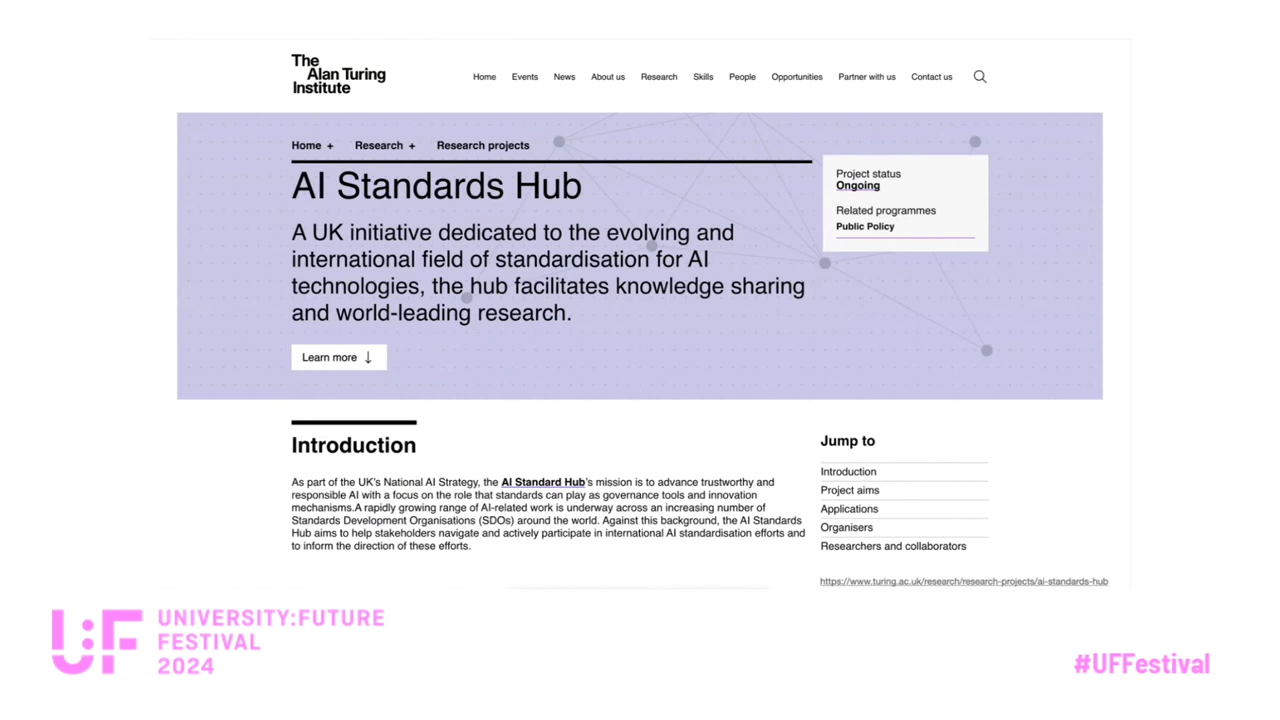 The
Alan Turing
Institute
Home Events News About us Research Skills People Opportunities Partner with us Contact us
Home + Research + Research projects
AI Standards Hub
A UK initiative dedicated to the evolving and
international field of standardisation for AI
technologies, the hub facilitates knowledge sharing
and world-leading research.
Learn more ↓
Project status
Ongoing
Related programmes
Public Policy
Introduction
As part of the UK's National AI Strategy, the AI Standard Hub's mission is to advance trustworthy and
responsible AI with a focus on the role that standards can play as governance tools and innovation
mechanisms.A rapidly growing range of AI-related work is underway across an increasing number of
Standards Development Organisations (SDOs) around the world. Against this background, the AI Standards
Hub aims to help stakeholders navigate and actively participate in international AI standardisation efforts and
to inform the direction of these efforts.
Jump to
Introduction
Project aims
Applications
Organisers
Researchers and collaborators
https://www.turing.ac.uk/research/research-projects/ai-standards-hub
U:F
UNIVERSITY:FUTURE
FESTIVAL
2024
#UFFestival